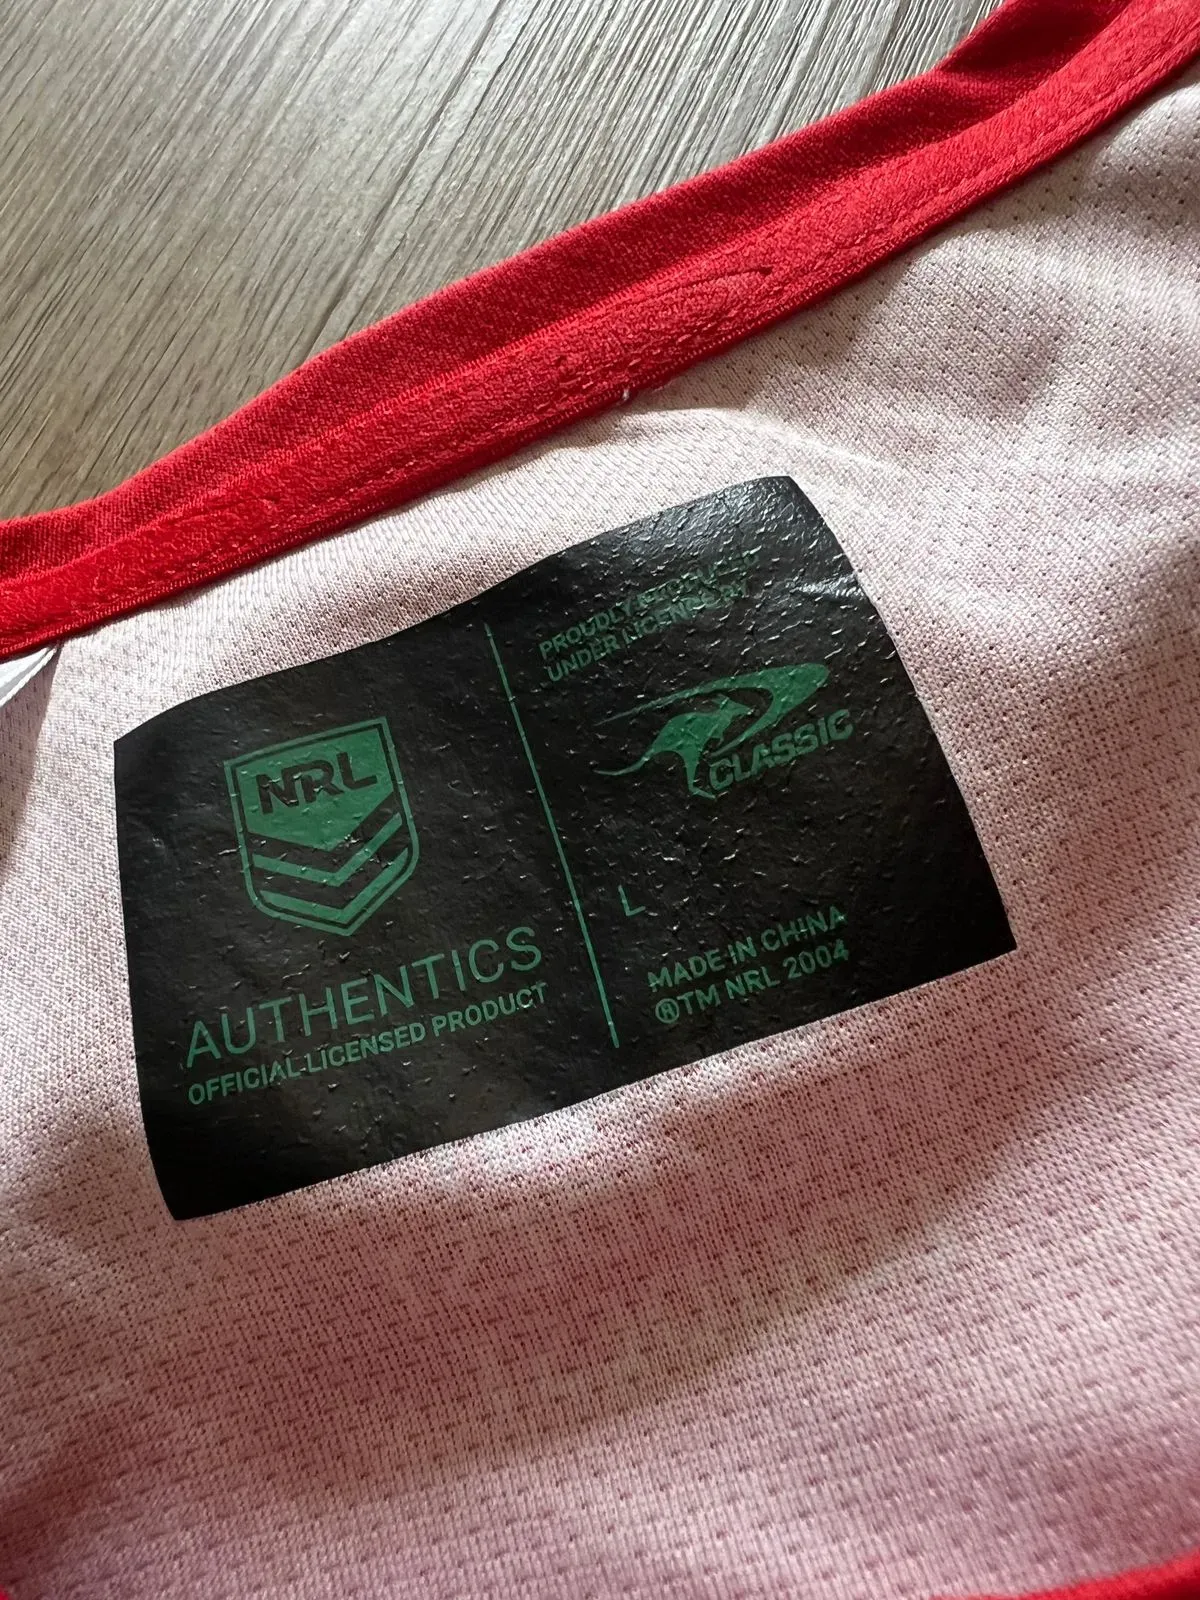 NRL
AUTHENTICS
OFFICIAL LICENSED PRODUCT
PROUDLY PRODUCED
UNDER LICENCE BY
CLASSIC
L
MADE IN CHINA
®TM NRL 2004